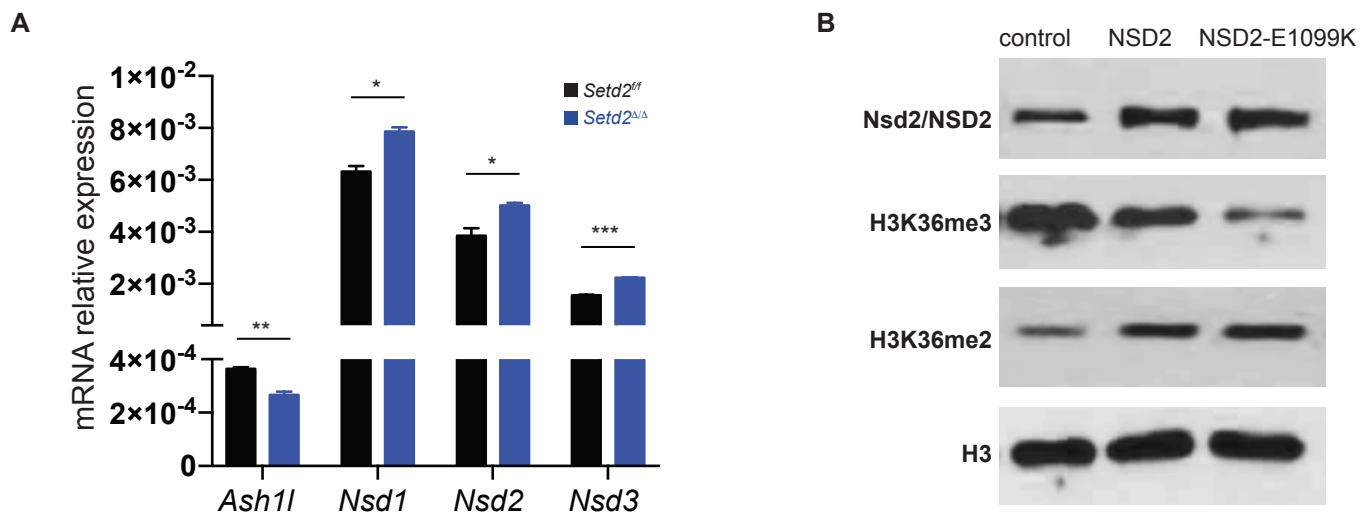 A
mRNA relative expression
1×10⁻²
8×10⁻³
6×10⁻³
4×10⁻³
2×10⁻³
4×10⁻⁴
2×10⁻⁴
0
*
*
***
**
Setd2^f/f
Setd2^Δ/Δ
Ash1l Nsd1 Nsd2 Nsd3
B
control NSD2 NSD2-E1099K
Nsd2/NSD2
H3K36me3
H3K36me2
H3